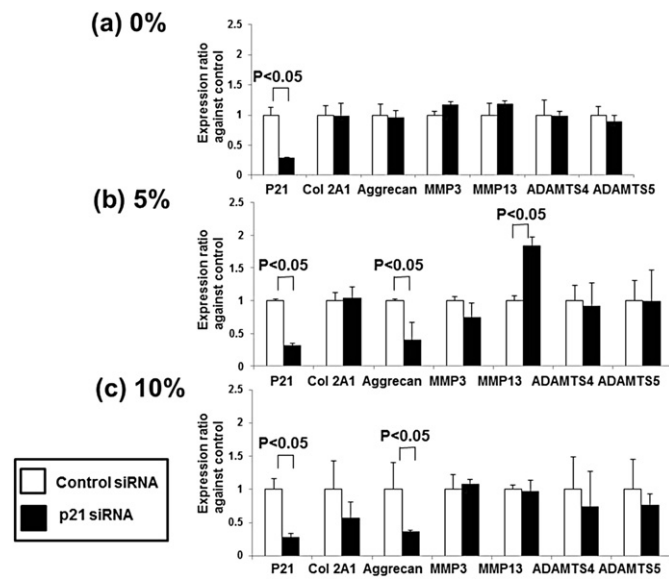 (a) 0%
Expression ratio
against control
2.5
2
1.5
1
0.5
0
P<0.05
P21 Col 2A1 Aggrecan MMP3 MMP13 ADAMTS4 ADAMTS5
(b) 5%
Expression ratio
against control
2.5
2
1.5
1
0.5
0
P<0.05 P<0.05 P<0.05
P21 Col 2A1 Aggrecan MMP3 MMP13 ADAMTS4 ADAMTS5
(c) 10%
Expression ratio
against control
2.5
2
1.5
1
0.5
0
P<0.05 P<0.05
P21 Col 2A1 Aggrecan MMP3 MMP13 ADAMTS4 ADAMTS5
Control siRNA
p21 siRNA